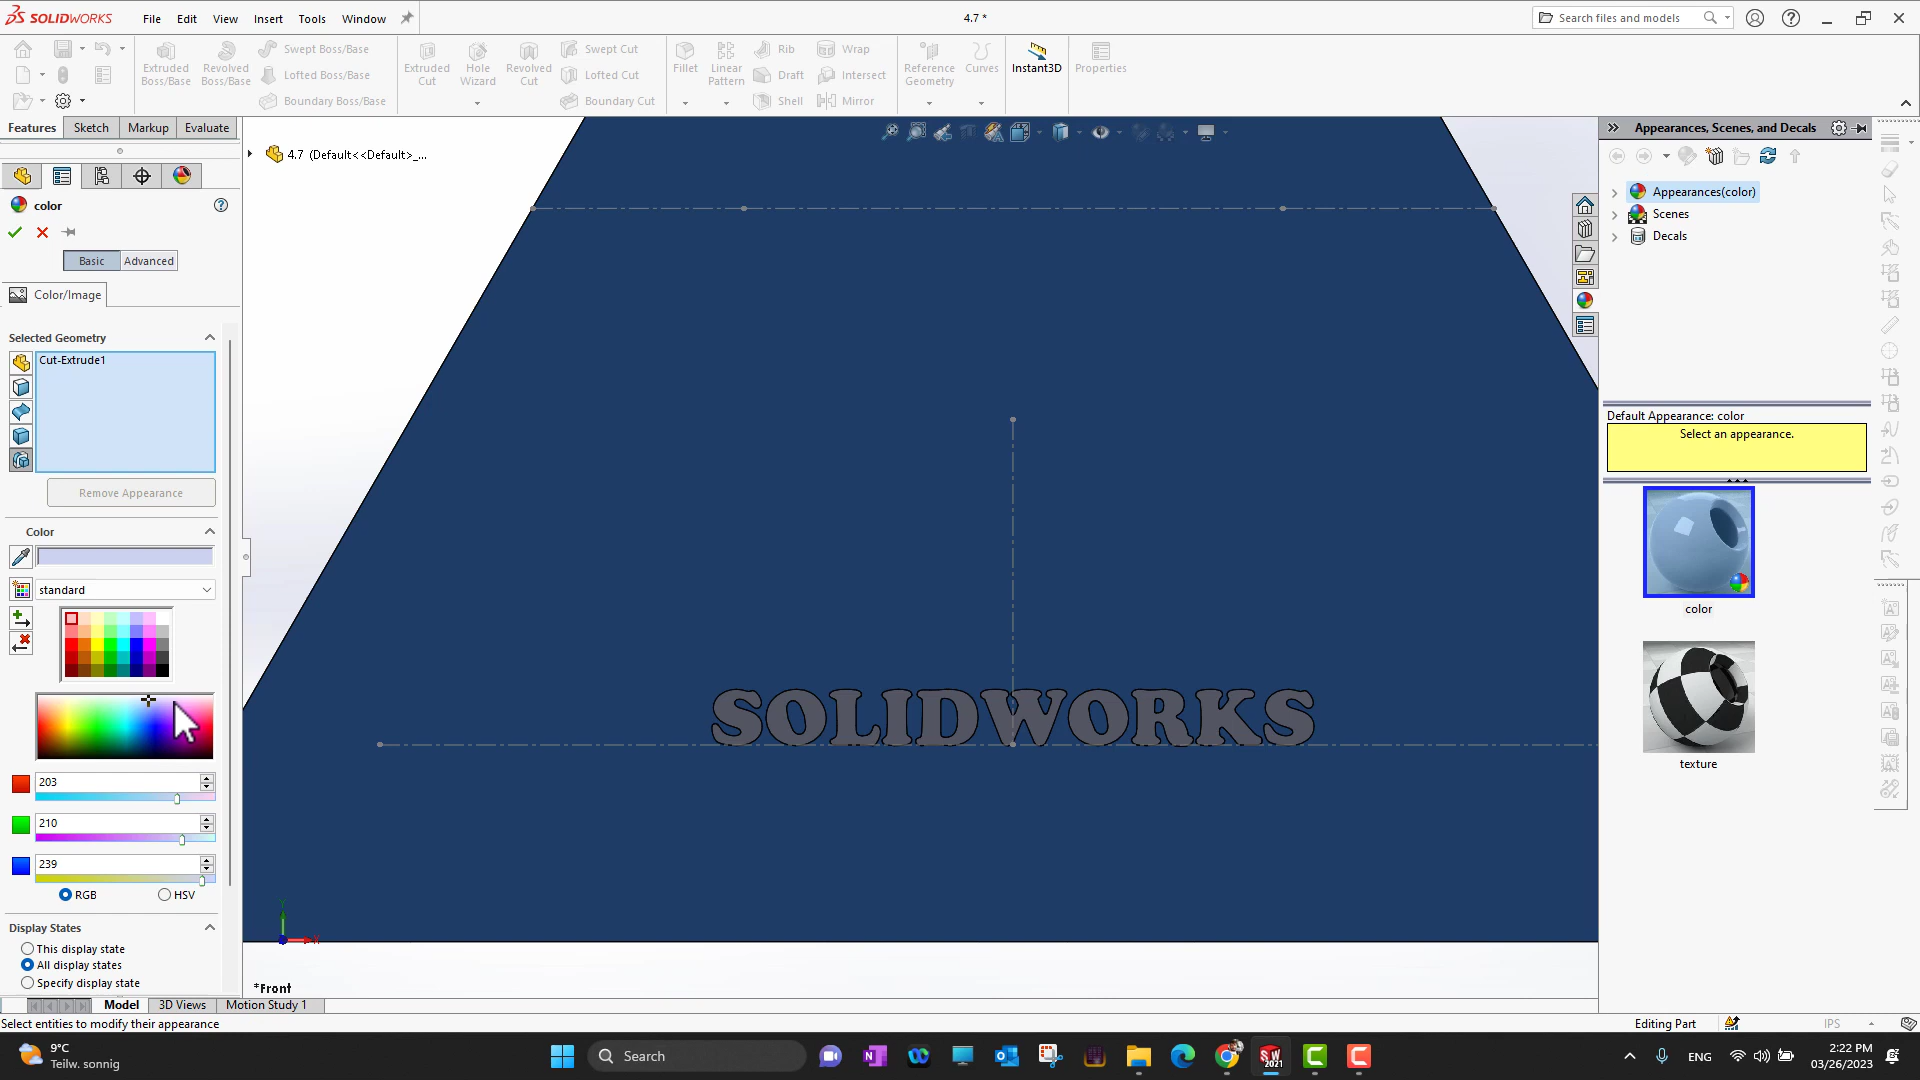 SOLIDWORKS
File Edit View Insert Tools Window
4.7 *
Search files and models
Extruded Boss/Base
Revolved Boss/Base
Swept Boss/Base
Lofted Boss/Base
Boundary Boss/Base
Extruded Cut
Hole Wizard
Revolved Cut
Swept Cut
Lofted Cut
Boundary Cut
Fillet
Linear Pattern
Rib
Draft
Shell
Wrap
Intersect
Mirror
Reference Geometry
Curves
Instant3D
Properties
Features Sketch Markup Evaluate
4.7 (Default<<Default>_...
color
Basic Advanced
Color/Image
Selected Geometry
Cut-Extrude1
Remove Appearance
Color
standard
203
210
239
RGB HSV
Display States
This display state
All display states
Specify display state
SOLIDWORKS
Y
X
*Front
Appearances, Scenes, and Decals
Appearances(color)
Scenes
Decals
Default Appearance: color
Select an appearance.
color
texture
Model 3D Views Motion Study 1
Select entities to modify their appearance
Editing Part
IPS
9°C
Teilw. sonnig
Search
SW
2021
ENG
2:22 PM
03/26/2023